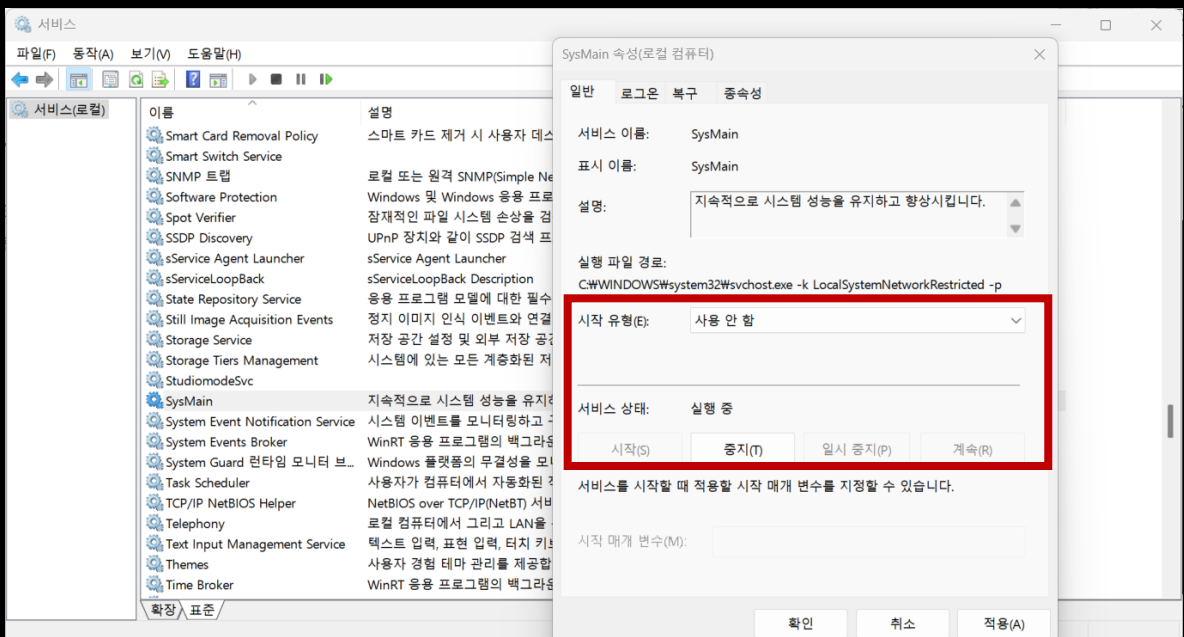 서비스
파일(F) 동작(A) 보기(V) 도움말(H)
서비스(로컬)
이름 설명
Smart Card Removal Policy 스마트 카드 제거 시 사용자 데스
Smart Switch Service
SNMP 트랩 로컬 또는 원격 SNMP(Simple Ne
Software Protection Windows 및 Windows 응용 프로
Spot Verifier 잠재적인 파일 시스템 손상을 검
SSDP Discovery UPnP 장치와 같이 SSDP 검색 프
sService Agent Launcher sService Agent Launcher
sServiceLoopBack sServiceLoopBack Description
State Repository Service 응용 프로그램 모델에 대한 필수
Still Image Acquisition Events 정지 이미지 인식 이벤트와 연결
Storage Service 저장 공간 설정 및 외부 저장 공간
Storage Tiers Management 시스템에 있는 모든 계층화된 저
StudiomodeSvc
SysMain 지속적으로 시스템 성능을 유지하
System Event Notification Service 시스템 이벤트를 모니터링하고
System Events Broker WinRT 응용 프로그램의 백그라운
System Guard 런타임 모니터 브... Windows 플랫폼의 무결성을 모니
Task Scheduler 사용자가 컴퓨터에서 자동화된
TCP/IP NetBIOS Helper NetBIOS over TCP/IP(NetBT) 서비
Telephony 로컬 컴퓨터에서 그리고 LAN을
Text Input Management Service 텍스트 입력, 표현 입력, 터치 키보
Themes 사용자 경험 테마 관리를 제공합
Time Broker WinRT 응용 프로그램의 백그라운
확장 표준
SysMain 속성(로컬 컴퓨터)
일반 로그온 복구 종속성
서비스 이름: SysMain
표시 이름: SysMain
설명: 지속적으로 시스템 성능을 유지하고 향상시킵니다.
실행 파일 경로:
C:₩WINDOWS₩system32₩svchost.exe -k LocalSystemNetworkRestricted -p
시작 유형(E): 사용 안 함
서비스 상태: 실행 중
시작(S) 중지(T) 일시 중지(P) 계속(R)
서비스를 시작할 때 적용할 시작 매개 변수를 지정할 수 있습니다.
시작 매개 변수(M):
확인 취소 적용(A)